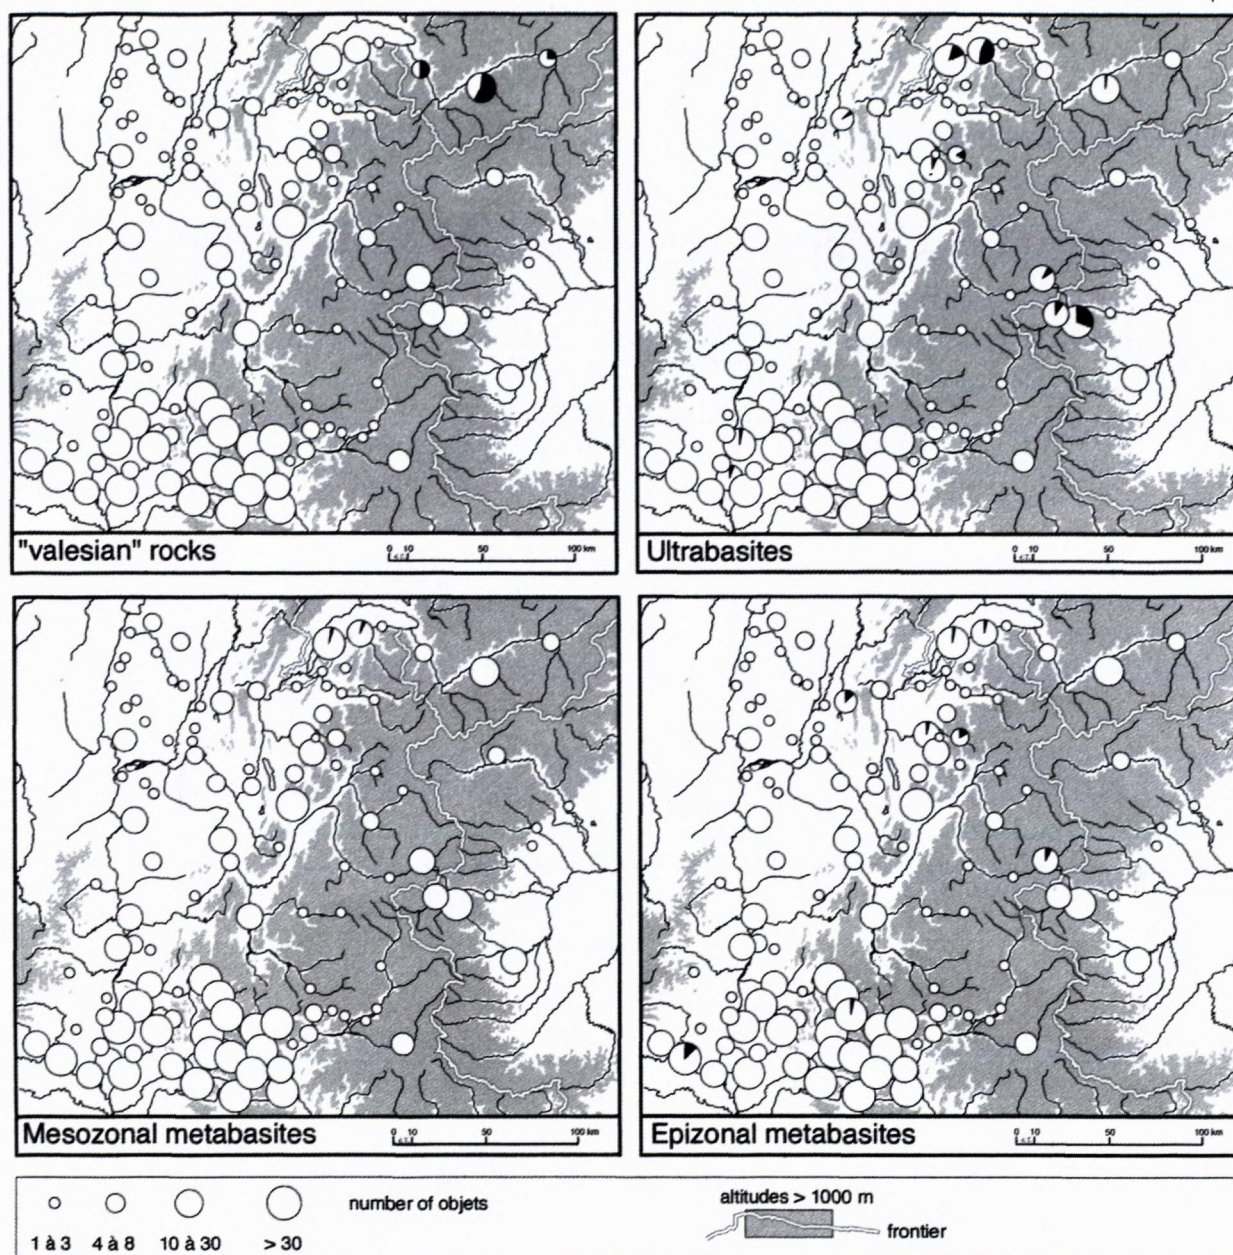 "valesian" rocks
0 10 50 100 km
Ultrabasites
0 10 50 100 km
Mesozonal metabasites
0 10 50 100 km
Epizonal metabasites
0 10 50 100 km
number of objets
1 à 3 4 à 8 10 à 30 > 30
altitudes > 1000 m
frontier